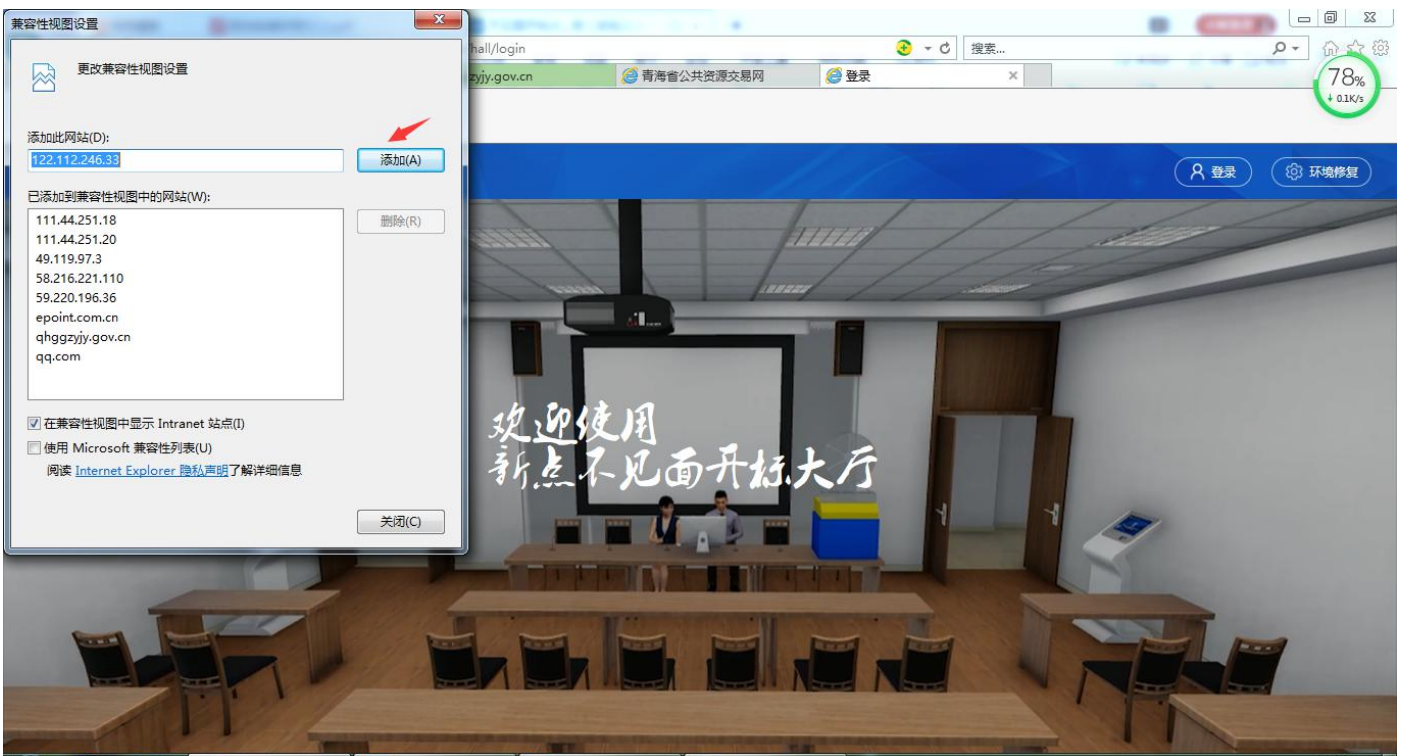 兼容性视图设置
更改兼容性视图设置
添加此网站(D):
122.112.246.33
添加(A)
已添加到兼容性视图中的网站(W):
111.44.251.18
111.44.251.20
49.119.97.3
58.216.221.110
59.220.196.36
epoint.com.cn
qhggzyjy.gov.cn
qq.com
删除(R)
在兼容性视图中显示 Intranet 站点(I)
使用 Microsoft 兼容性列表(U)
阅读 Internet Explorer 隐私声明了解详细信息
关闭(C)
hall/login
搜索...
zyjy.gov.cn
青海省公共资源交易网
登录
78%
0.1K/s
登录
环境修复
欢迎使用
新点不见面开标大厅